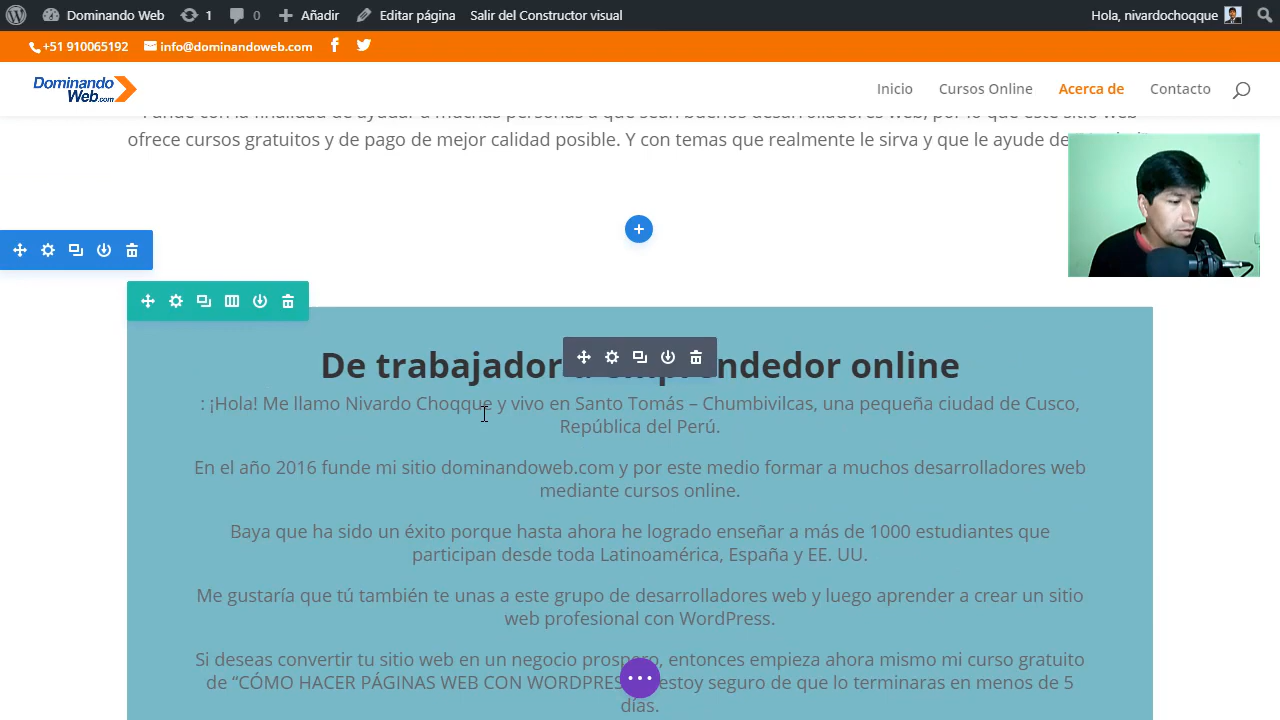 Dominando Web
1
0
Añadir
Editar página
Salir del Constructor visual
Hola, nivardochoqque
+51 910065192
info@dominandoweb.com
Dominando
Web.com
Inicio
Cursos Online
Acerca de
Contacto
ofrece cursos gratuitos y de pago de mejor calidad posible. Y con temas que realmente le sirva y que le ayude
De trabajador a emprendedor online
: ¡Hola! Me llamo Nivardo Choqque y vivo en Santo Tomás – Chumbivilcas, una pequeña ciudad de Cusco,
República del Perú.
En el año 2016 funde mi sitio dominandoweb.com y por este medio formar a muchos desarrolladores web
mediante cursos online.
Baya que ha sido un éxito porque hasta ahora he logrado enseñar a más de 1000 estudiantes que
participan desde toda Latinoamérica, España y EE. UU.
Me gustaría que tú también te unas a este grupo de desarrolladores web y luego aprender a crear un sitio
web profesional con WordPress.
Si deseas convertir tu sitio web en un negocio prospero, entonces empieza ahora mismo mi curso gratuito
de “CÓMO HACER PÁGINAS WEB CON WORDPRES estoy seguro de que lo terminaras en menos de 5
días.